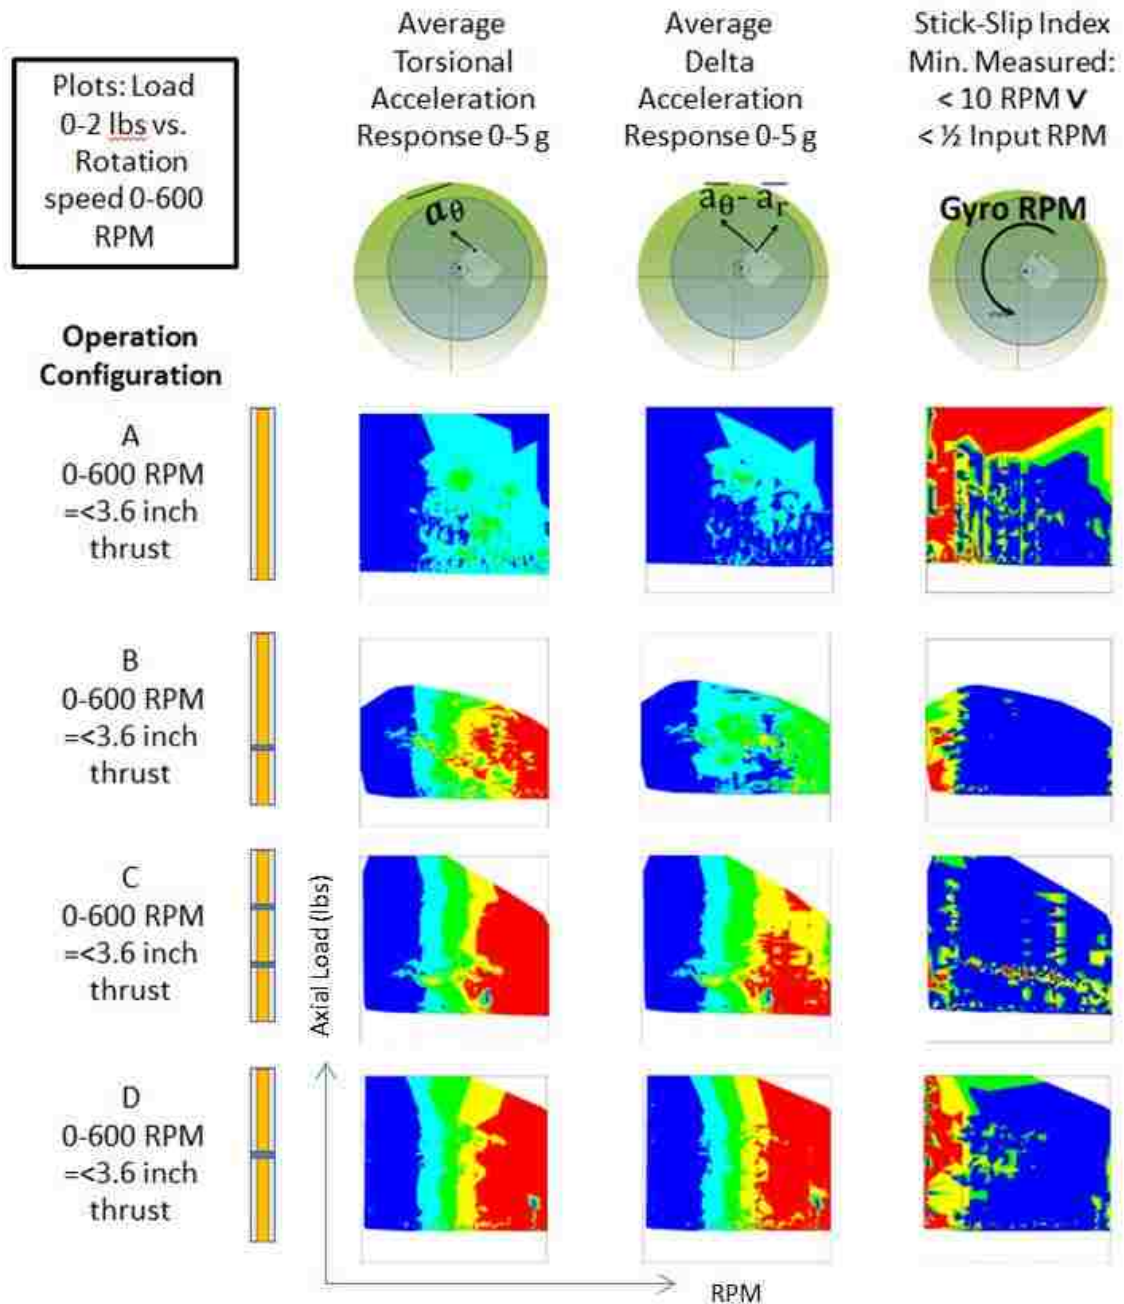 Plots: Load
0-2 lbs vs.
Rotation
speed 0-600
RPM
Average
Torsional
Acceleration
Response 0-5 g
Average
Delta
Acceleration
Response 0-5 g
Stick-Slip Index
Min. Measured:
< 10 RPM V
< ½ Input RPM
aθ
aθ - ar
Gyro RPM
Operation
Configuration
A
0-600 RPM
=<3.6 inch
thrust
B
0-600 RPM
=<3.6 inch
thrust
C
0-600 RPM
=<3.6 inch
thrust
D
0-600 RPM
=<3.6 inch
thrust
Axial Load (lbs)
RPM